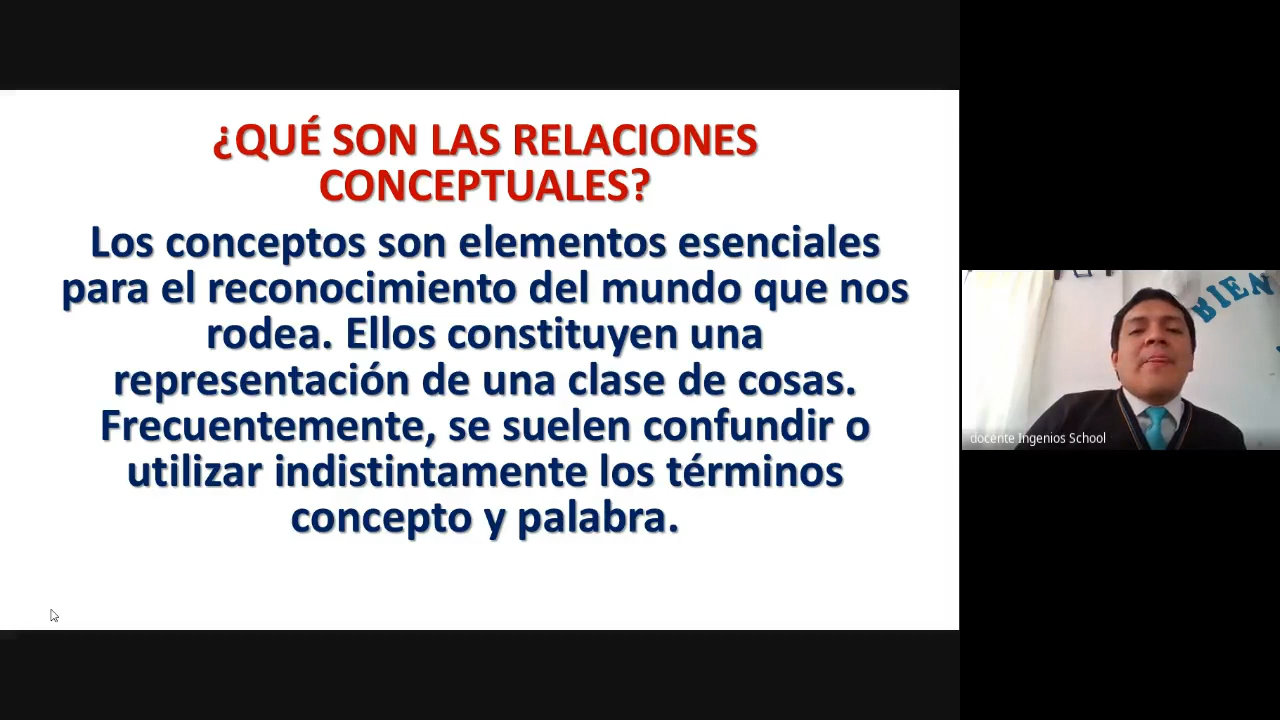 ¿QUÉ SON LAS RELACIONES
CONCEPTUALES?
Los conceptos son elementos esenciales
para el reconocimiento del mundo que nos
rodea. Ellos constituyen una
representación de una clase de cosas.
Frecuentemente, se suelen confundir o
utilizar indistintamente los términos
concepto y palabra.
BIEN
docente Ingenios School